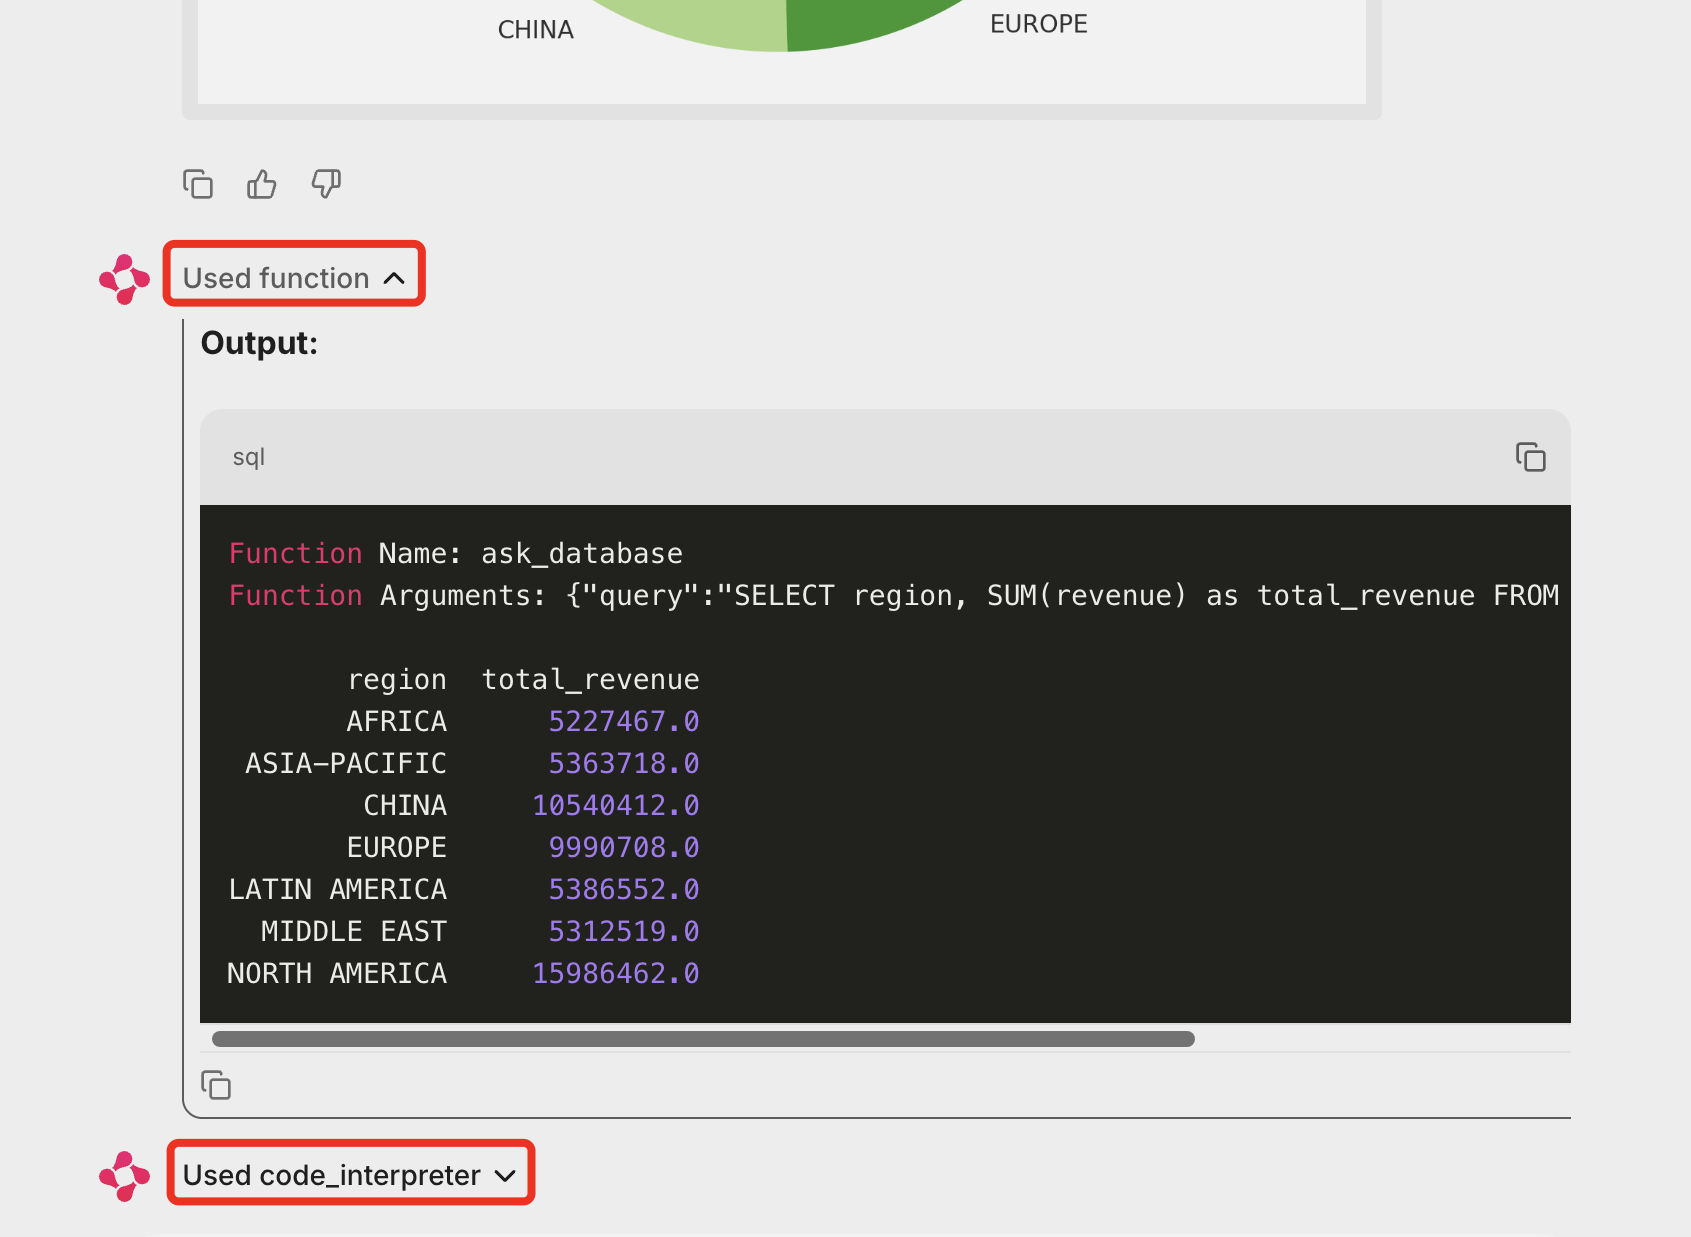 CHINA
EUROPE
Used function
Output:
sql
Function Name: ask_database
Function Arguments: {"query":"SELECT region, SUM(revenue) as total_revenue FROM
region total_revenue
AFRICA 5227467.0
ASIA-PACIFIC 5363718.0
CHINA 10540412.0
EUROPE 9990708.0
LATIN AMERICA 5386552.0
MIDDLE EAST 5312519.0
NORTH AMERICA 15986462.0
Used code_interpreter